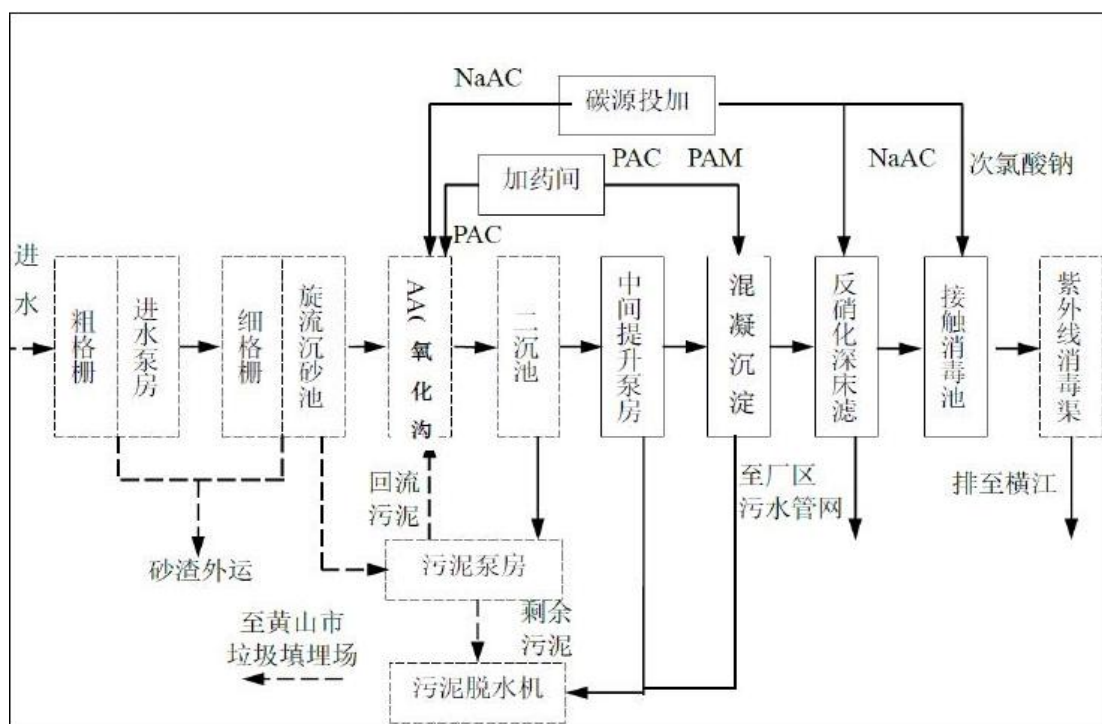 NaAC
碳源投加
PAC
PAM
NaAC
次氯酸钠
加药间
PAC
进水
粗格栅
进水泵房
细格栅
旋流沉砂池
AA(氧化沟
二沉池
中间提升泵房
混凝沉淀
反硝化深床滤
接触消毒池
紫外线消毒渠
回流
污泥
至厂区
污水管网
排至横江
砂渣外运
污泥泵房
剩余
污泥
至黄山市
垃圾填埋场
污泥脱水机